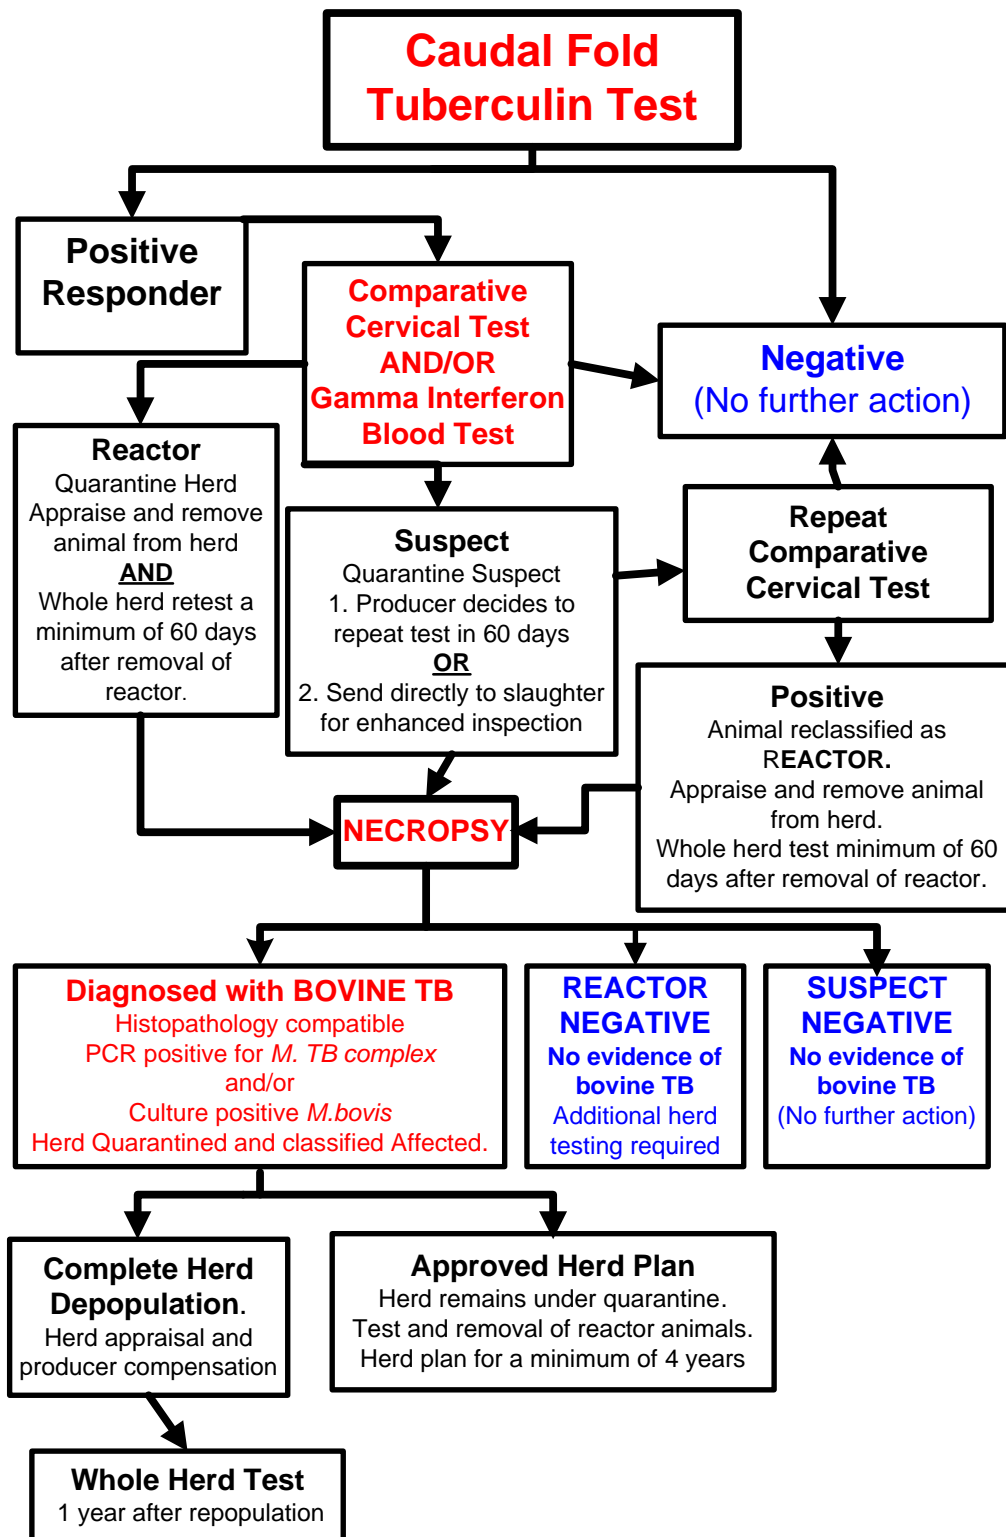 Caudal Fold
Tuberculin Test
Positive
Responder
Comparative
Cervical Test
AND/OR
Gamma Interferon
Blood Test
Negative
(No further action)
Reactor
Quarantine Herd
Appraise and remove
animal from herd
AND
Whole herd retest a
minimum of 60 days
after removal of
reactor.
Suspect
Quarantine Suspect
1. Producer decides to
repeat test in 60 days
OR
2. Send directly to slaughter
for enhanced inspection
Repeat
Comparative
Cervical Test
Positive
Animal reclassified as
REACTOR.
Appraise and remove animal
from herd.
Whole herd test minimum of 60
days after removal of reactor.
NECROPSY
Diagnosed with BOVINE TB
Histopathology compatible
PCR positive for M. TB complex
and/or
Culture positive M.bovis
Herd Quarantined and classified Affected.
REACTOR
NEGATIVE
No evidence of
bovine TB
Additional herd
testing required
SUSPECT
NEGATIVE
No evidence of
bovine TB
(No further action)
Complete Herd
Depopulation.
Herd appraisal and
producer compensation
Approved Herd Plan
Herd remains under quarantine.
Test and removal of reactor animals.
Herd plan for a minimum of 4 years
Whole Herd Test
1 year after repopulation